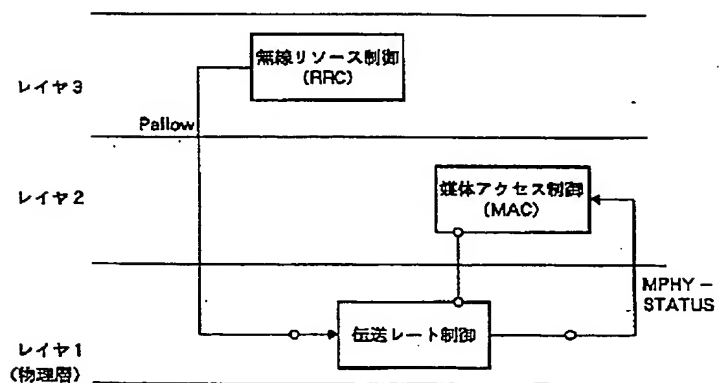 無線リソース制御
(RRC)
レイヤ3
Pallow
媒体アクセス制御
(MAC)
レイヤ2
MPHY-
STATUS
伝送レート制御
レイヤ1
(物理層)